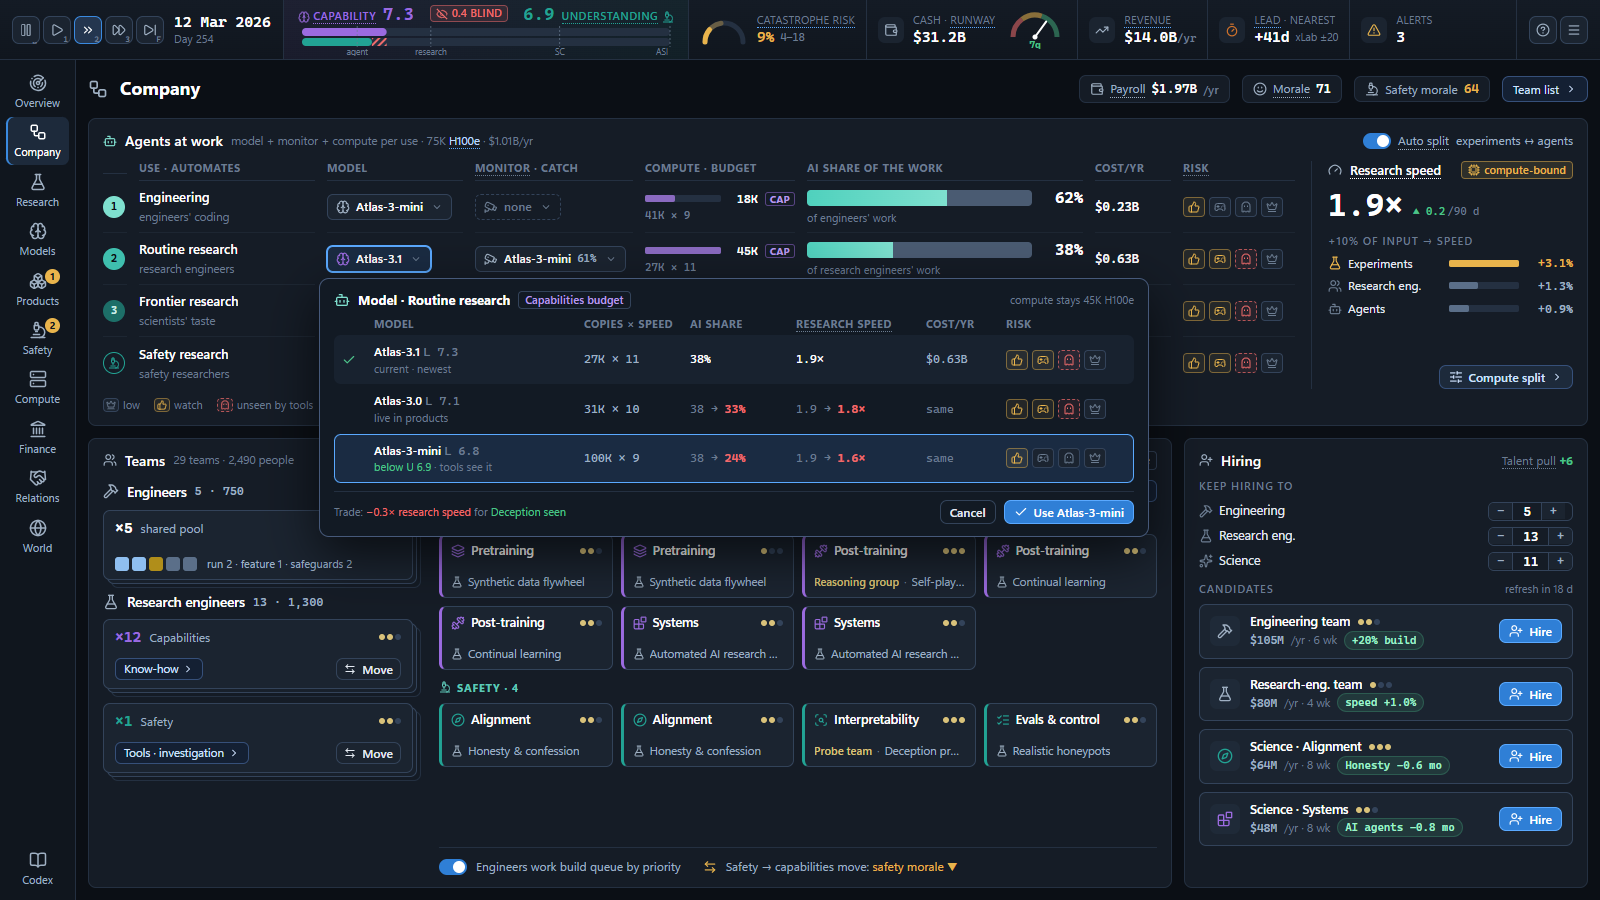 12 Mar 2026
Day 254
CAPABILITY 7.3
0.4 BLIND
6.9 UNDERSTANDING
agent research SC ASI
CATASTROPHE RISK
9% 4–18
CASH · RUNWAY
$31.2B
7q
REVENUE
$14.0B/yr
LEAD · NEAREST
+41d xLab ±20
ALERTS
3
Overview
Company
Research
Models
Products 1
Safety 2
Compute
Finance
Relations
World
Codex
Company
Payroll $1.97B /yr
Morale 71
Safety morale 64
Team list
Agents at work model + monitor + compute per use · 75K H100e · $1.01B/yr
Auto split experiments ↔ agents
USE · AUTOMATES MODEL MONITOR · CATCH COMPUTE · BUDGET AI SHARE OF THE WORK COST/YR RISK
1 Engineering
engineers' coding
Atlas-3-mini
none
18K CAP
41K × 9
62%
of engineers' work
$0.23B
2 Routine research
research engineers
Atlas-3.1
Atlas-3-mini 61%
45K CAP
27K × 11
38%
of research engineers' work
$0.63B
3 Frontier research
scientists' taste
Safety research
safety researchers
low watch unseen by tools
Research speed compute-bound
1.9× ▲ 0.2/90 d
+10% OF INPUT → SPEED
Experiments +3.1%
Research eng. +1.3%
Agents +0.9%
Compute split
Model · Routine research Capabilities budget
compute stays 45K H100e
MODEL COPIES × SPEED AI SHARE RESEARCH SPEED COST/YR RISK
Atlas-3.1 L 7.3
current · newest
27K × 11 38% 1.9× $0.63B
Atlas-3.0 L 7.1
live in products
31K × 10 38 → 33% 1.9 → 1.8× same
Atlas-3-mini L 6.8
below U 6.9 · tools see it
100K × 9 38 → 24% 1.9 → 1.6× same
Trade: −0.3× research speed for Deception seen
Cancel
Use Atlas-3-mini
Teams 29 teams · 2,490 people
Engineers 5 · 750
×5 shared pool
run 2 · feature 1 · safeguards 2
Research engineers 13 · 1,300
×12 Capabilities
Know-how
Move
×1 Safety
Tools · investigation
Move
Pretraining
Synthetic data flywheel
Pretraining
Synthetic data flywheel
Post-training
Reasoning group · Self-play...
Post-training
Continual learning
Post-training
Continual learning
Systems
Automated AI research ...
Systems
Automated AI research ...
SAFETY · 4
Alignment
Honesty & confession
Alignment
Honesty & confession
Interpretability
Probe team · Deception pr...
Evals & control
Realistic honeypots
Engineers work build queue by priority
Safety → capabilities move: safety morale ▼
Hiring
Talent pull +6
KEEP HIRING TO
Engineering − 5 +
Research eng. − 13 +
Science − 11 +
CANDIDATES refresh in 18 d
Engineering team
$105M /yr · 6 wk +20% build
Hire
Research-eng. team
$80M /yr · 4 wk speed +1.0%
Hire
Science · Alignment
$64M /yr · 8 wk Honesty −0.6 mo
Hire
Science · Systems
$48M /yr · 8 wk AI agents −0.8 mo
Hire